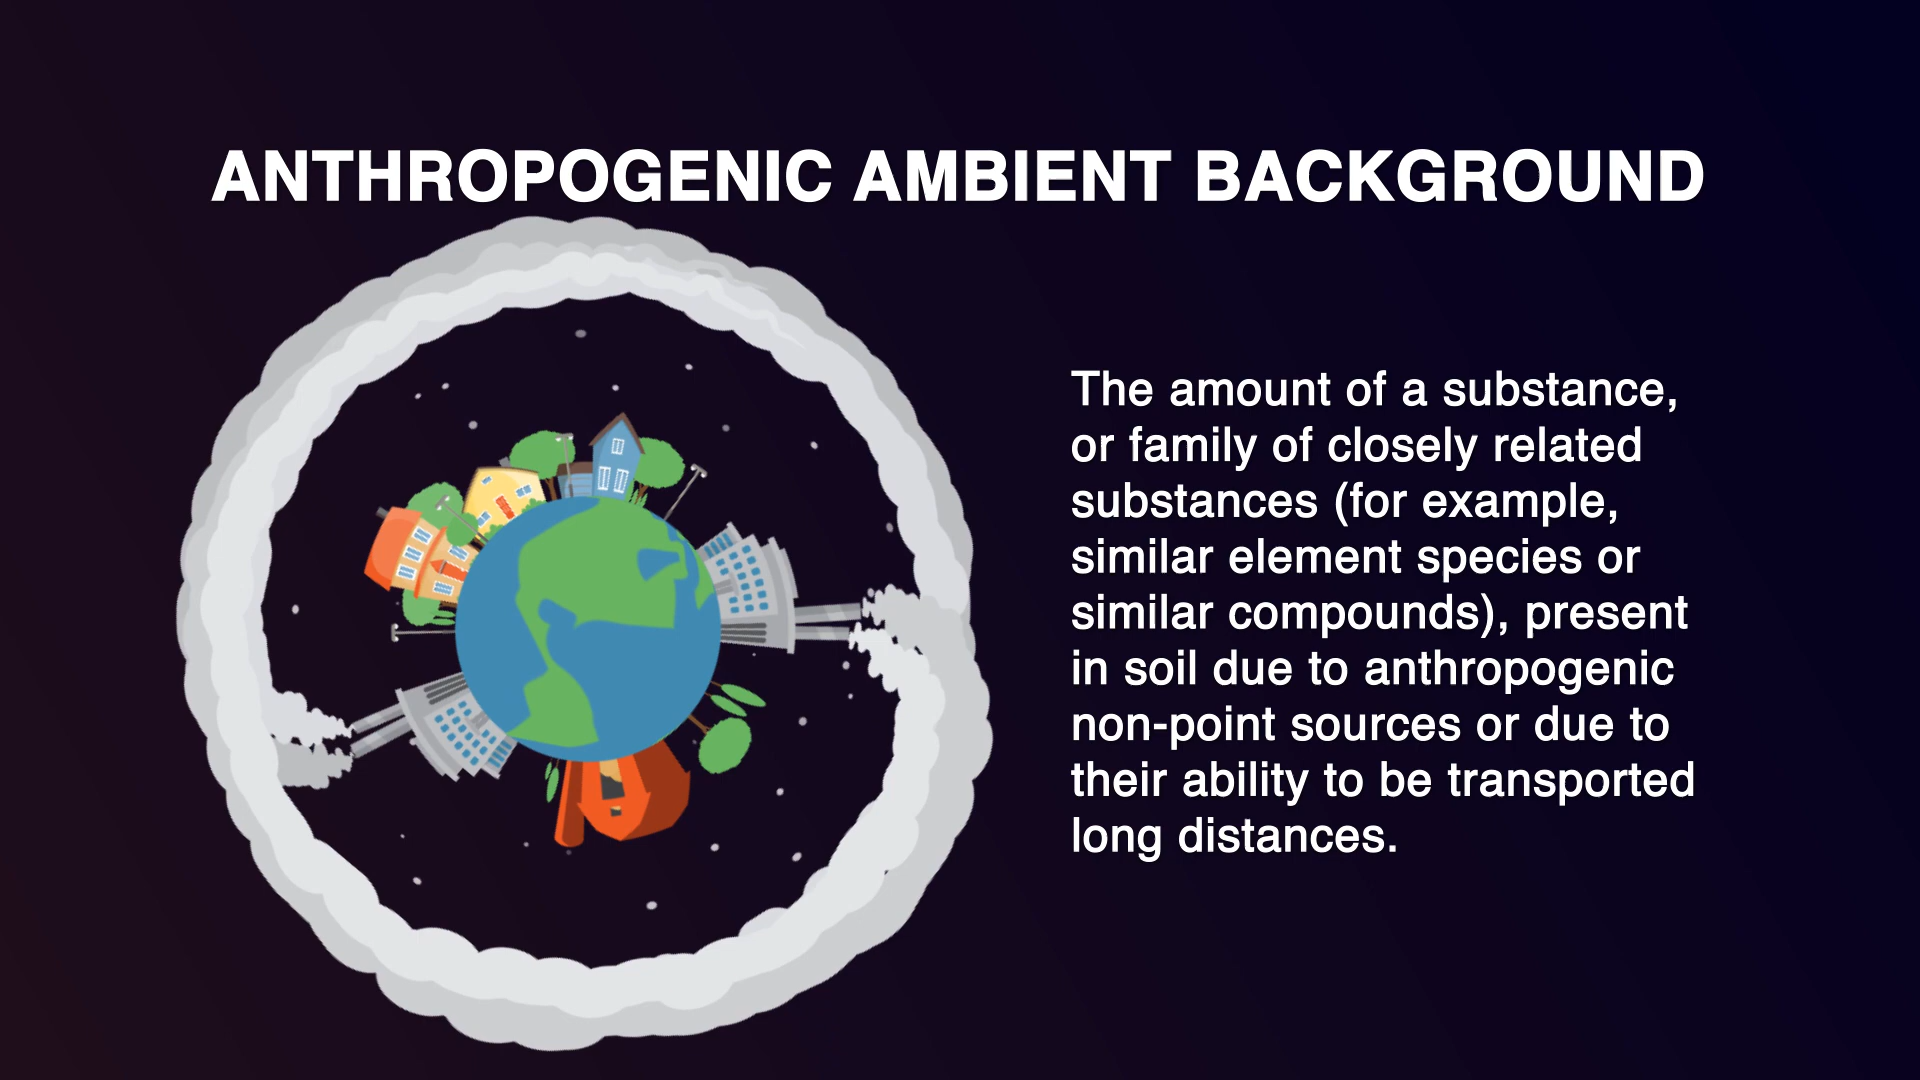 ANTHROPOGENIC AMBIENT BACKGROUND
The amount of a substance,
or family of closely related
substances (for example,
similar element species or
similar compounds), present
in soil due to anthropogenic
non-point sources or due to
their ability to be transported
long distances.